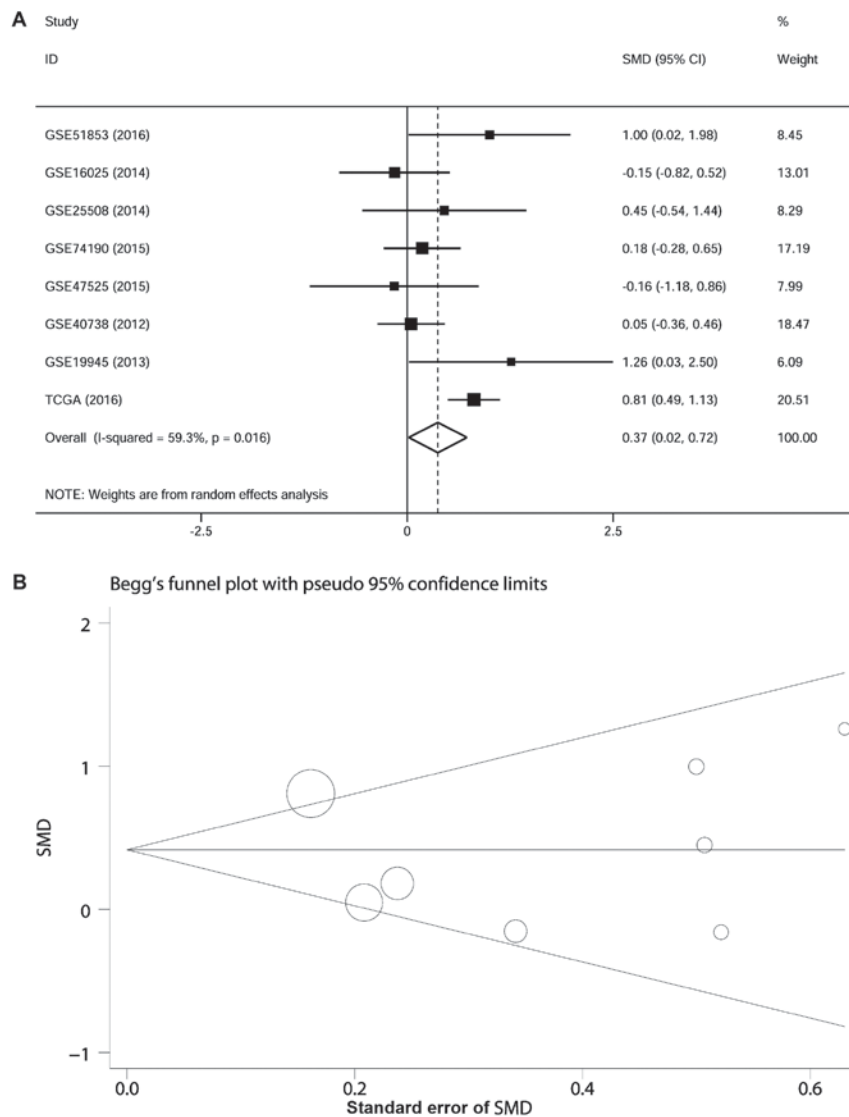 A
Study %
ID SMD (95% CI) Weight
GSE51853 (2016) 1.00 (0.02, 1.98) 8.45
GSE16025 (2014) -0.15 (-0.82, 0.52) 13.01
GSE25508 (2014) 0.45 (-0.54, 1.44) 8.29
GSE74190 (2015) 0.18 (-0.28, 0.65) 17.19
GSE47525 (2015) -0.16 (-1.18, 0.86) 7.99
GSE40738 (2012) 0.05 (-0.36, 0.46) 18.47
GSE19945 (2013) 1.26 (0.03, 2.50) 6.09
TCGA (2016) 0.81 (0.49, 1.13) 20.51
Overall (I-squared = 59.3%, p = 0.016) 0.37 (0.02, 0.72) 100.00
NOTE: Weights are from random effects analysis
-2.5 0 2.5
B
Begg's funnel plot with pseudo 95% confidence limits
2
1
SMD
0
−1
0.0 0.2 0.4 0.6
Standard error of SMD